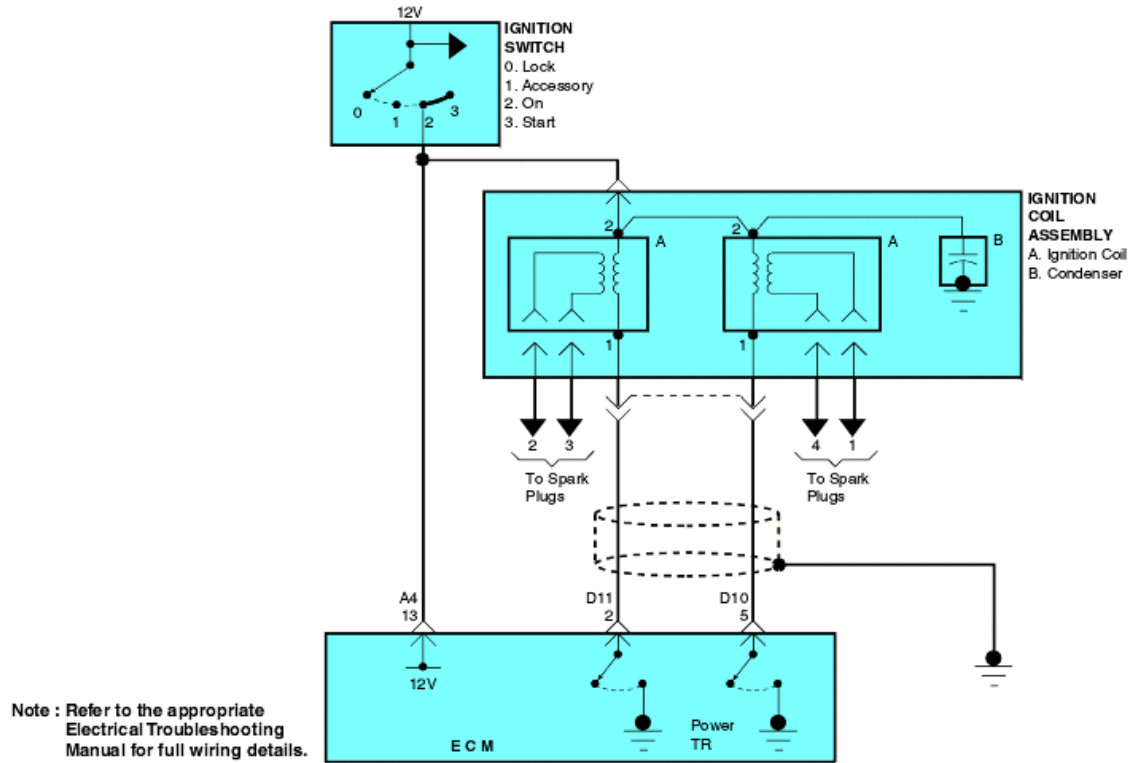 12V
IGNITION
SWITCH
0. Lock
1. Accessory
2. On
3. Start
0
1
2
3
IGNITION
COIL
ASSEMBLY
A. Ignition Coil
B. Condenser
2
A
2
A
B
1
1
2
3
4
1
To Spark
Plugs
To Spark
Plugs
A4
13
D11
2
D10
5
12V
Power
TR
ECM
Note : Refer to the appropriate
Electrical Troubleshooting
Manual for full wiring details.